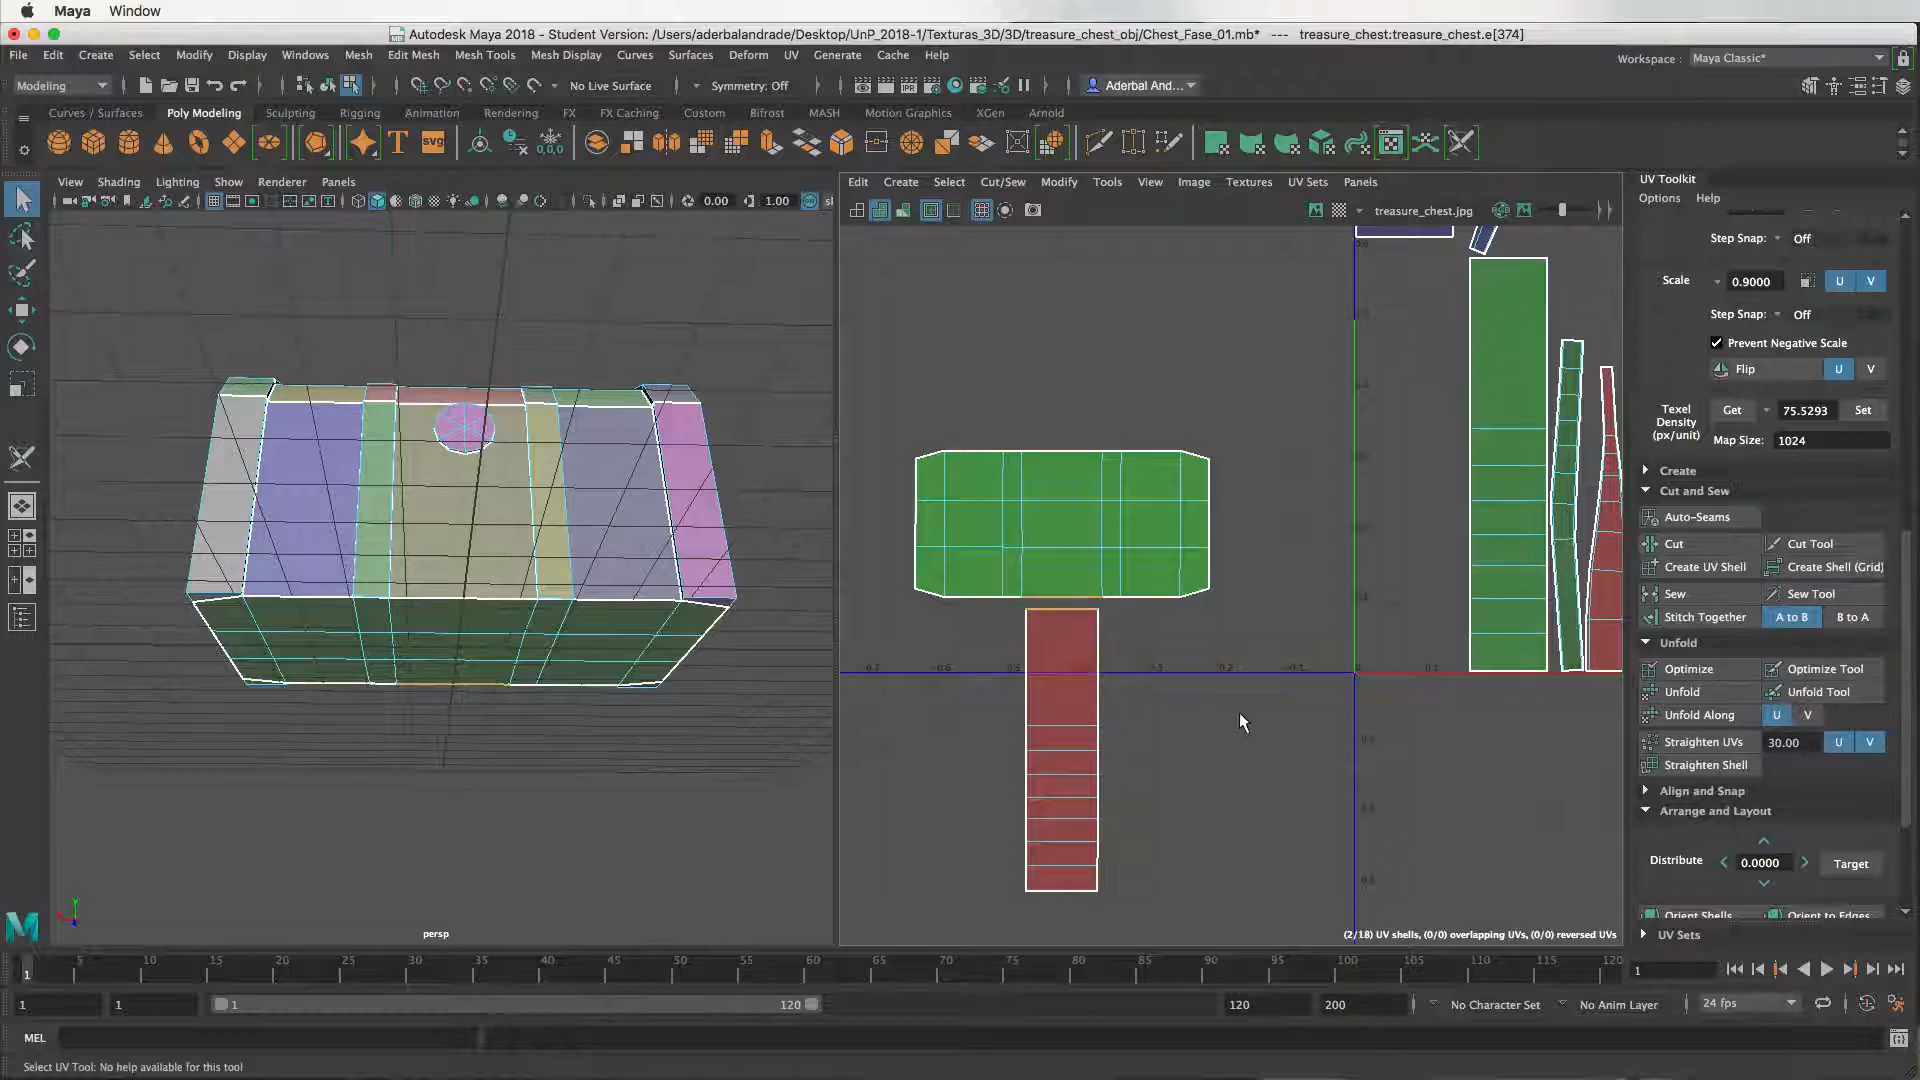 Maya Window
Autodesk Maya 2018 - Student Version: /Users/aderbalandrade/Desktop/UnP_2018-1/Texturas_3D/3D/treasure_chest_obj/Chest_Fase_01.mb* --- treasure_chest:treasure_chest.e[374]
File Edit Create Select Modify Display Windows Mesh Edit Mesh Mesh Tools Mesh Display Curves Surfaces Deform UV Generate Cache Help
Workspace : Maya Classic*
Modeling No Live Surface Symmetry: Off Aderbal And...
Curves / Surfaces Poly Modeling Sculpting Rigging Animation Rendering FX FX Caching Custom Bifrost MASH Motion Graphics XGen Arnold
View Shading Lighting Show Renderer Panels
0.00 1.00
persp
Edit Create Select Cut/Sew Modify Tools View Image Textures UV Sets Panels
treasure_chest.jpg
(2/18) UV shells, (0/0) overlapping UVs, (0/0) reversed UVs
UV Toolkit
Options Help
Step Snap: Off
Scale 0.9000 U V
Step Snap: Off
Prevent Negative Scale
Flip U V
Texel Density (px/unit) Get 75.5293 Set
Map Size: 1024
Create
Cut and Sew
Auto-Seams
Cut Cut Tool
Create UV Shell Create Shell (Grid)
Sew Sew Tool
Stitch Together A to B B to A
Unfold
Optimize Optimize Tool
Unfold Unfold Tool
Unfold Along U V
Straighten UVs 30.00 U V
Straighten Shell
Align and Snap
Arrange and Layout
Distribute 0.0000 Target
Orient Shells Orient to Edges
UV Sets
1 5 10 15 20 25 30 35 40 45 50 55 60 65 70 75 80 85 90 95 100 105 110 115 120
1
1 1 1 120 120 200 No Character Set No Anim Layer 24 fps
MEL
Select UV Tool: No help available for this tool